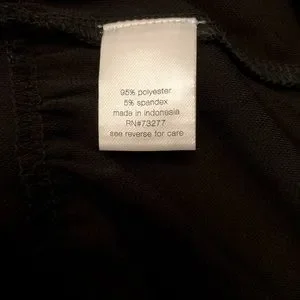 95% polyester
5% spandex
made in indonesia
RN#73277
see reverse for care